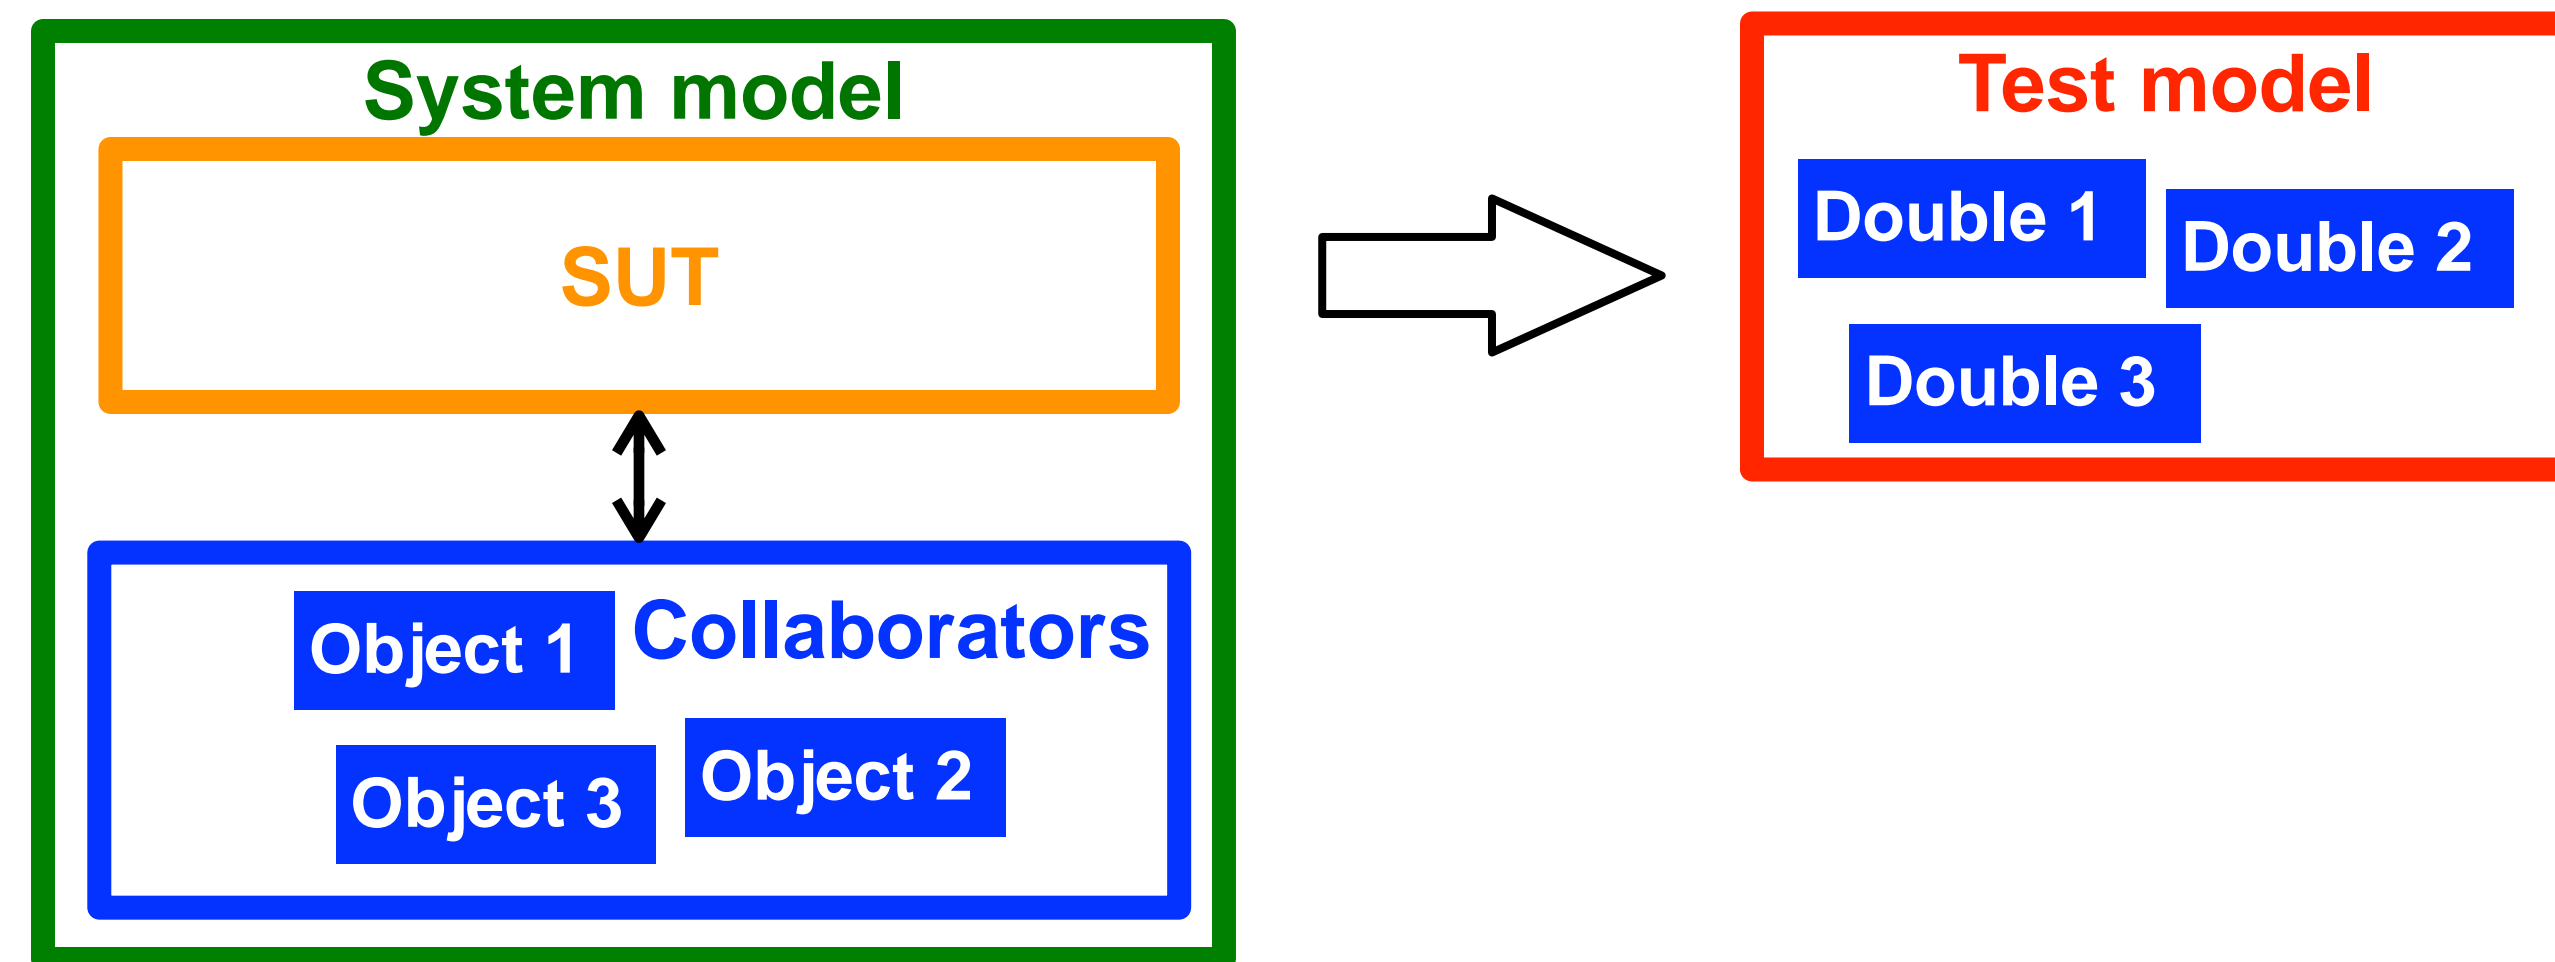 System model
SUT
Collaborators
Object 1
Object 2
Object 3
Test model
Double 1
Double 2
Double 3